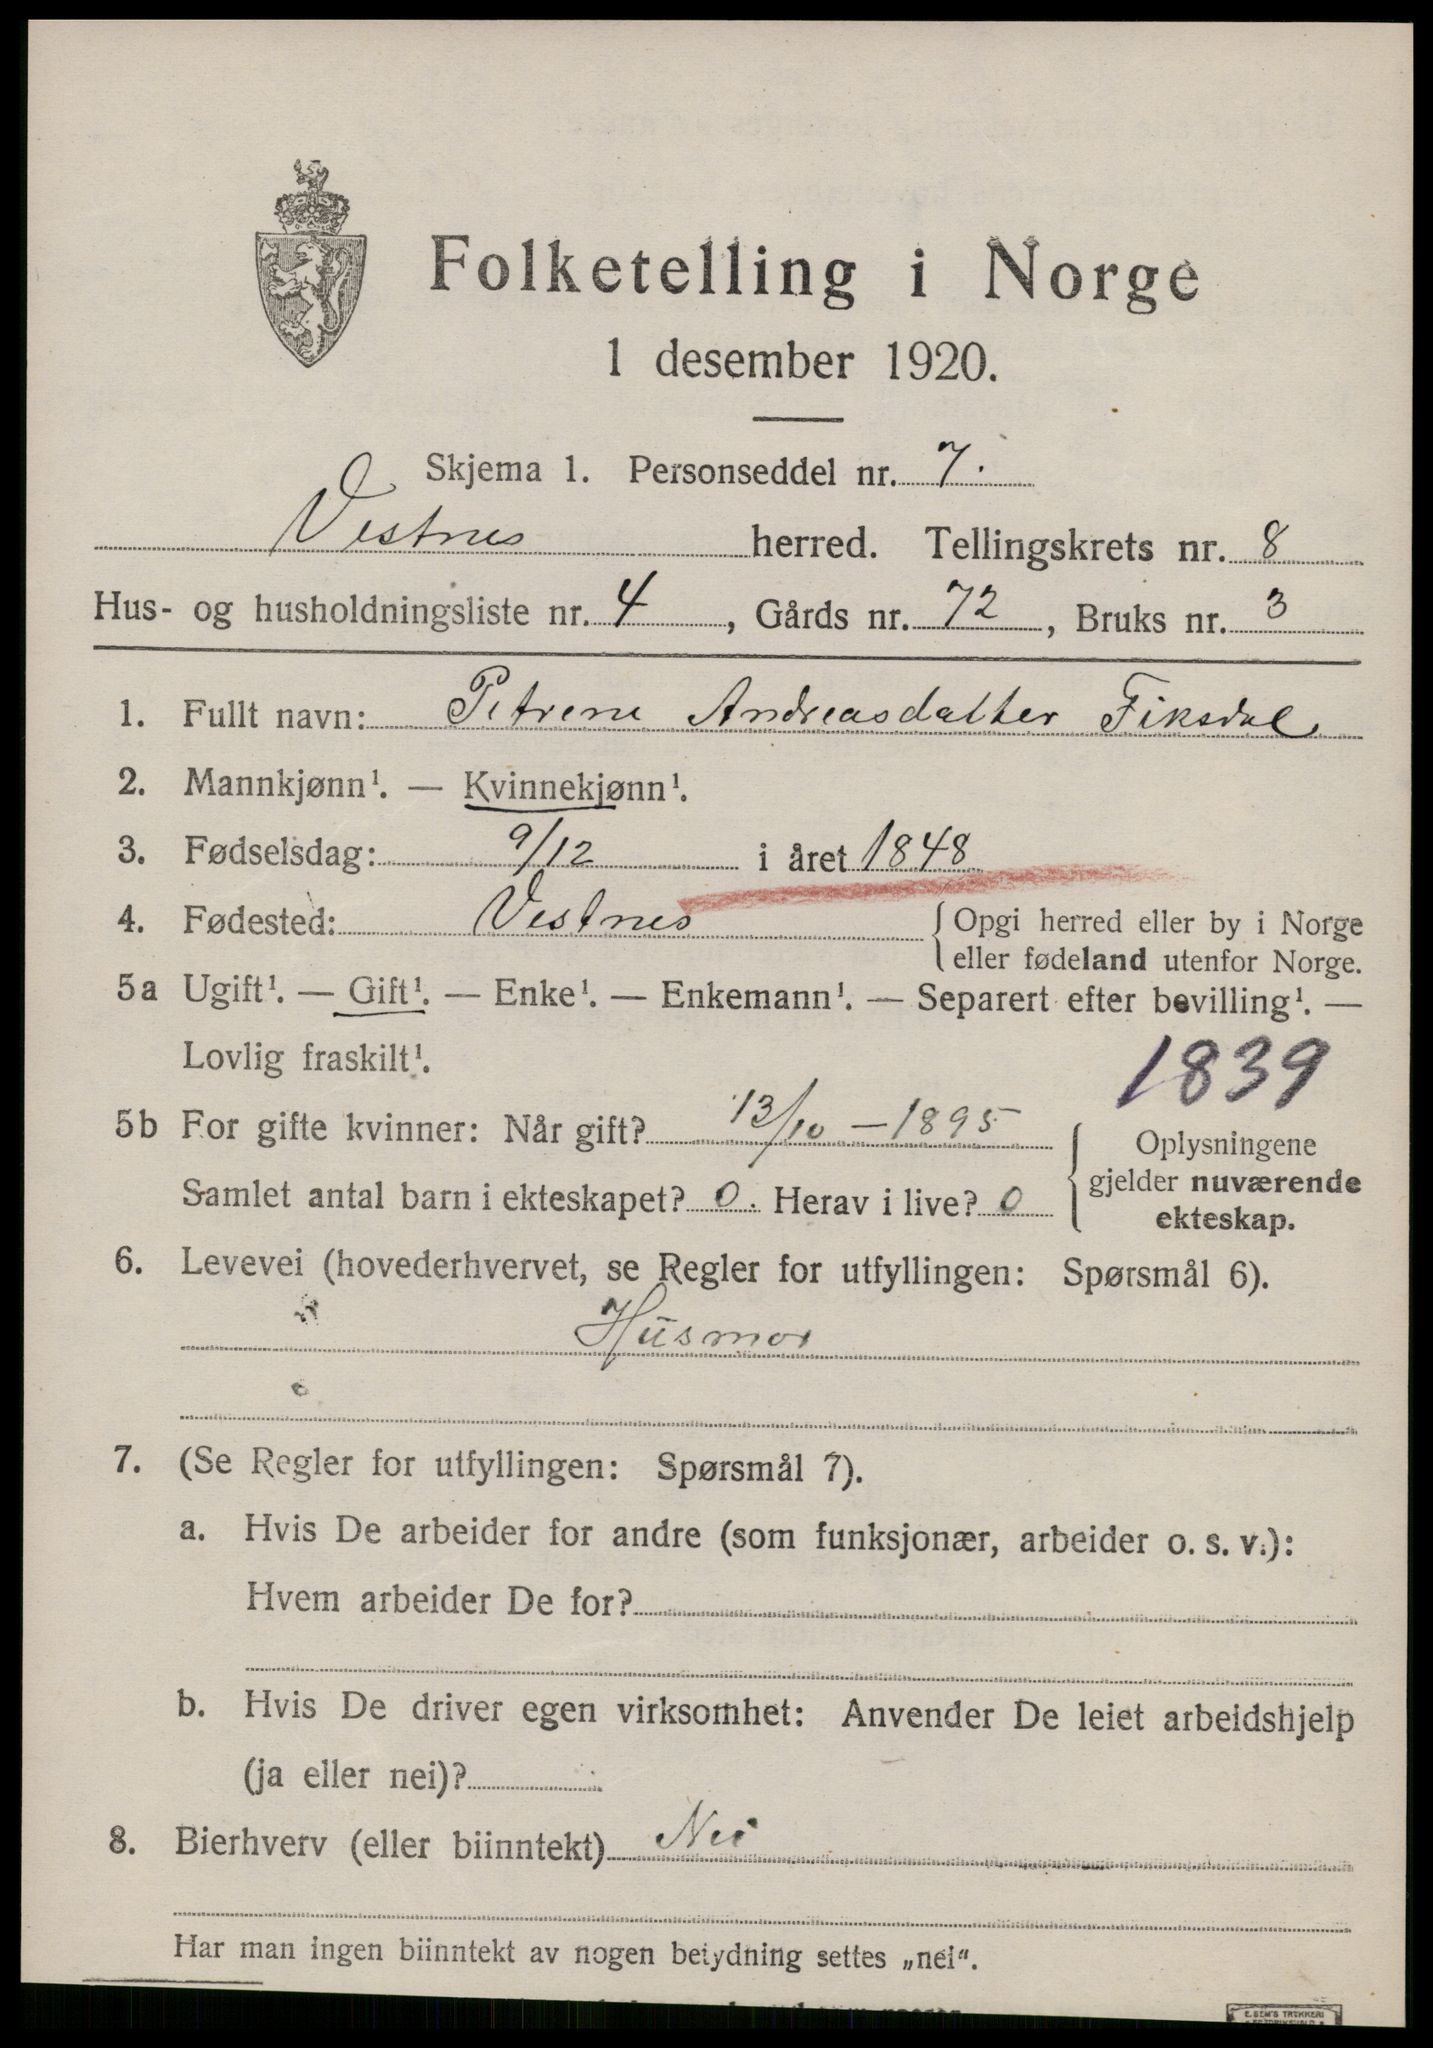 Folketelling i Norge
1 desember 1920.
Skjema 1. Personseddel nr. 7.
Vestnes herred. Tellingskrets nr. 8
Hus- og husholdningsliste nr. 4, Gårds nr. 72, Bruks nr. 3
1. Fullt navn: Petrene Andreasdatter Fiksdal
2. Mannkjønn¹. — Kvinnekjønn¹.
3. Fødselsdag: 9/12 i året 1848
4. Fødested: Vestnes {Opgi herred eller by i Norge
eller fødeland utenfor Norge.
5a Ugift¹. — Gift¹. — Enke¹. — Enkemann¹. — Separert efter bevilling¹. —
Lovlig fraskilt¹.
1839
5b For gifte kvinner: Når gift? 13/10 - 1895
Samlet antal barn i ekteskapet? 0. Herav i live? 0
Oplysningene
gjelder nuværende
ekteskap.
6. Levevei (hovederhvervet, se Regler for utfyllingen: Spørsmål 6).
Husmor
7. (Se Regler for utfyllingen: Spørsmål 7).
a. Hvis De arbeider for andre (som funksjonær, arbeider o. s. v.):
Hvem arbeider De for?
b. Hvis De driver egen virksomhet: Anvender De leiet arbeidshjelp
(ja eller nei)?
8. Bierhverv (eller biinntekt) Nei
Har man ingen biinntekt av nogen betydning settes „nei".
E. SEM'S TRYKKERI